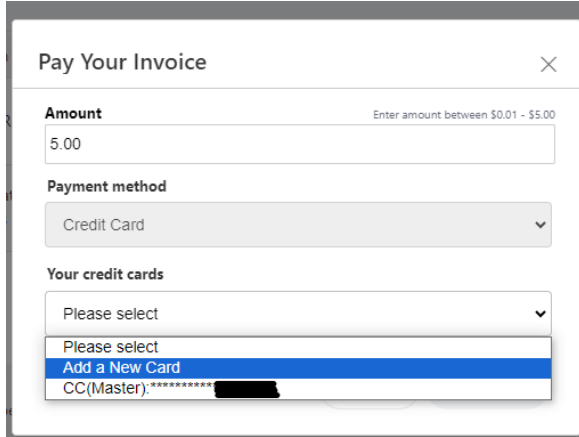 Pay Your Invoice
Amount
Enter amount between $0.01 - $5.00
5.00
Payment method
Credit Card
Your credit cards
Please select
Please select
Add a New Card
CC(Master):***********